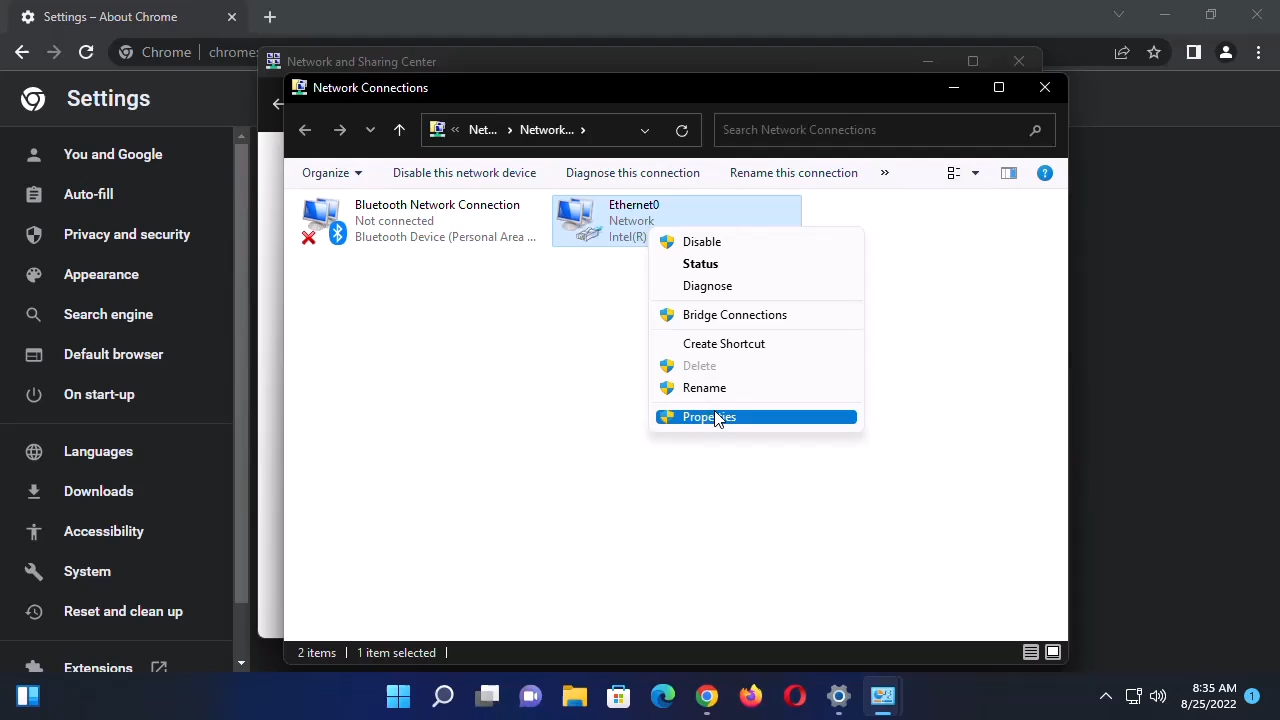 Settings – About Chrome
Chrome
chrome:
Network and Sharing Center
Network Connections
Settings
« Net... › Network... ›
Search Network Connections
You and Google
Auto-fill
Privacy and security
Appearance
Search engine
Default browser
On start-up
Languages
Downloads
Accessibility
System
Reset and clean up
Extensions
Organize
Disable this network device
Diagnose this connection
Rename this connection
»
Bluetooth Network Connection
Not connected
Bluetooth Device (Personal Area ...
Ethernet0
Network
Intel(R)
Disable
Status
Diagnose
Bridge Connections
Create Shortcut
Delete
Rename
Properties
2 items
1 item selected
8:35 AM
8/25/2022
1